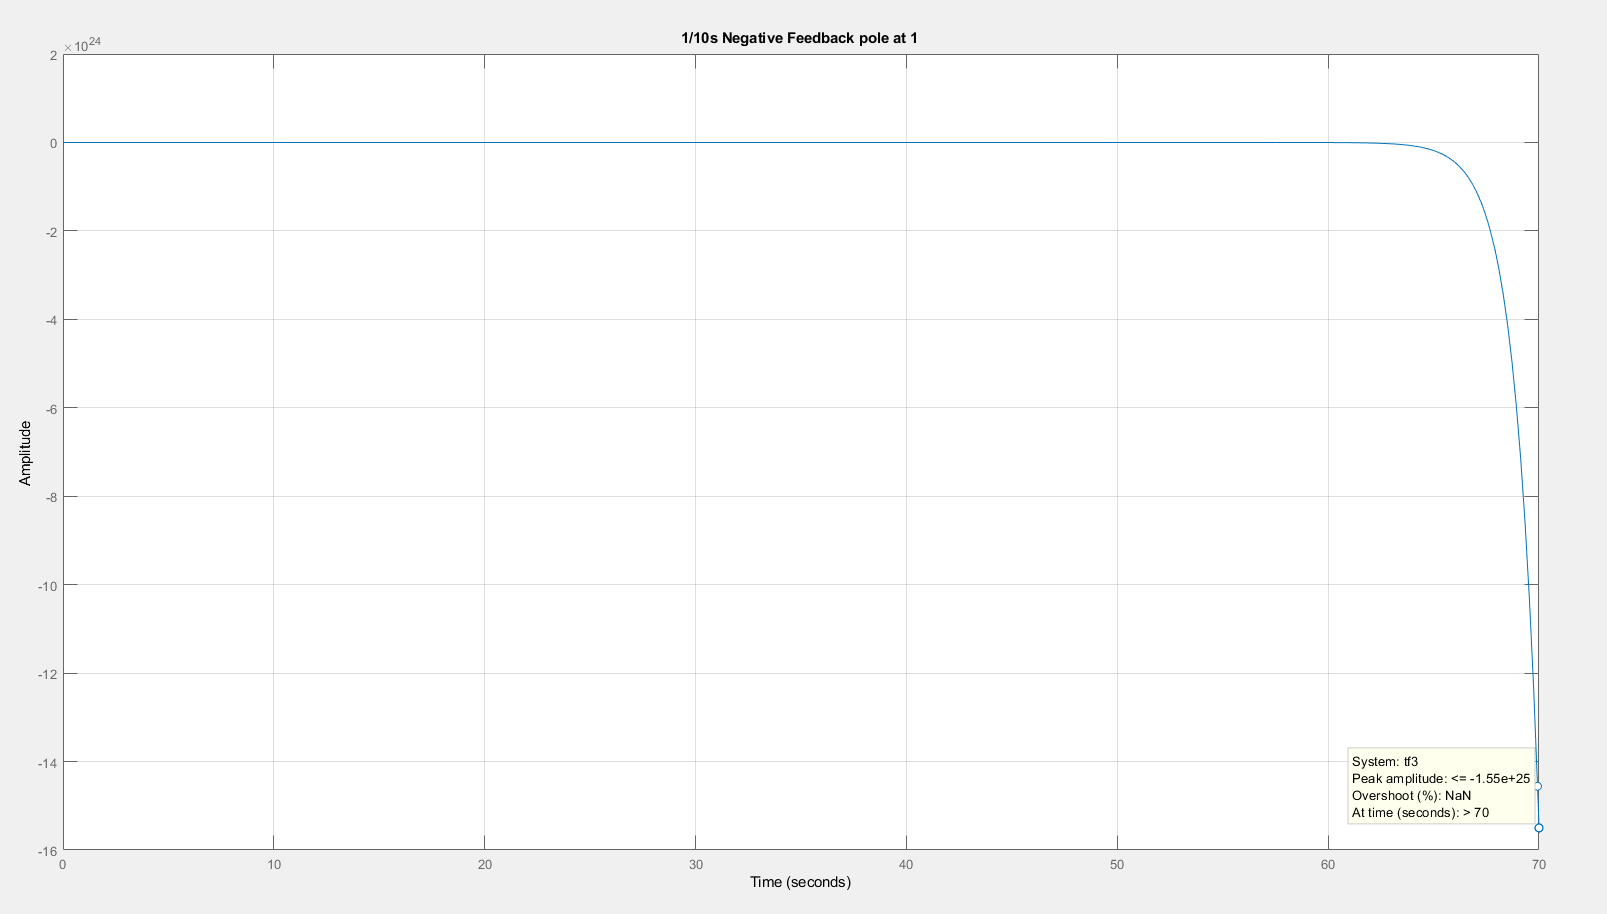 1/10s Negative Feedback pole at 1
×10^24
2
0
-2
-4
-6
-8
-10
-12
-14
-16
Amplitude
System: tf3
Peak amplitude: <= -1.55e+25
Overshoot (%): NaN
At time (seconds): > 70
0 10 20 30 40 50 60 70
Time (seconds)